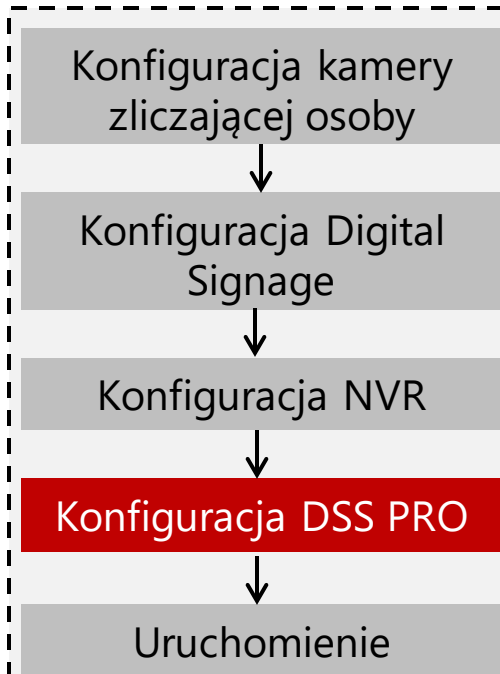 Konfiguracja kamery
zliczającej osoby
Konfiguracja Digital
Signage
Konfiguracja NVR
Konfiguracja DSS PRO
Uruchomienie